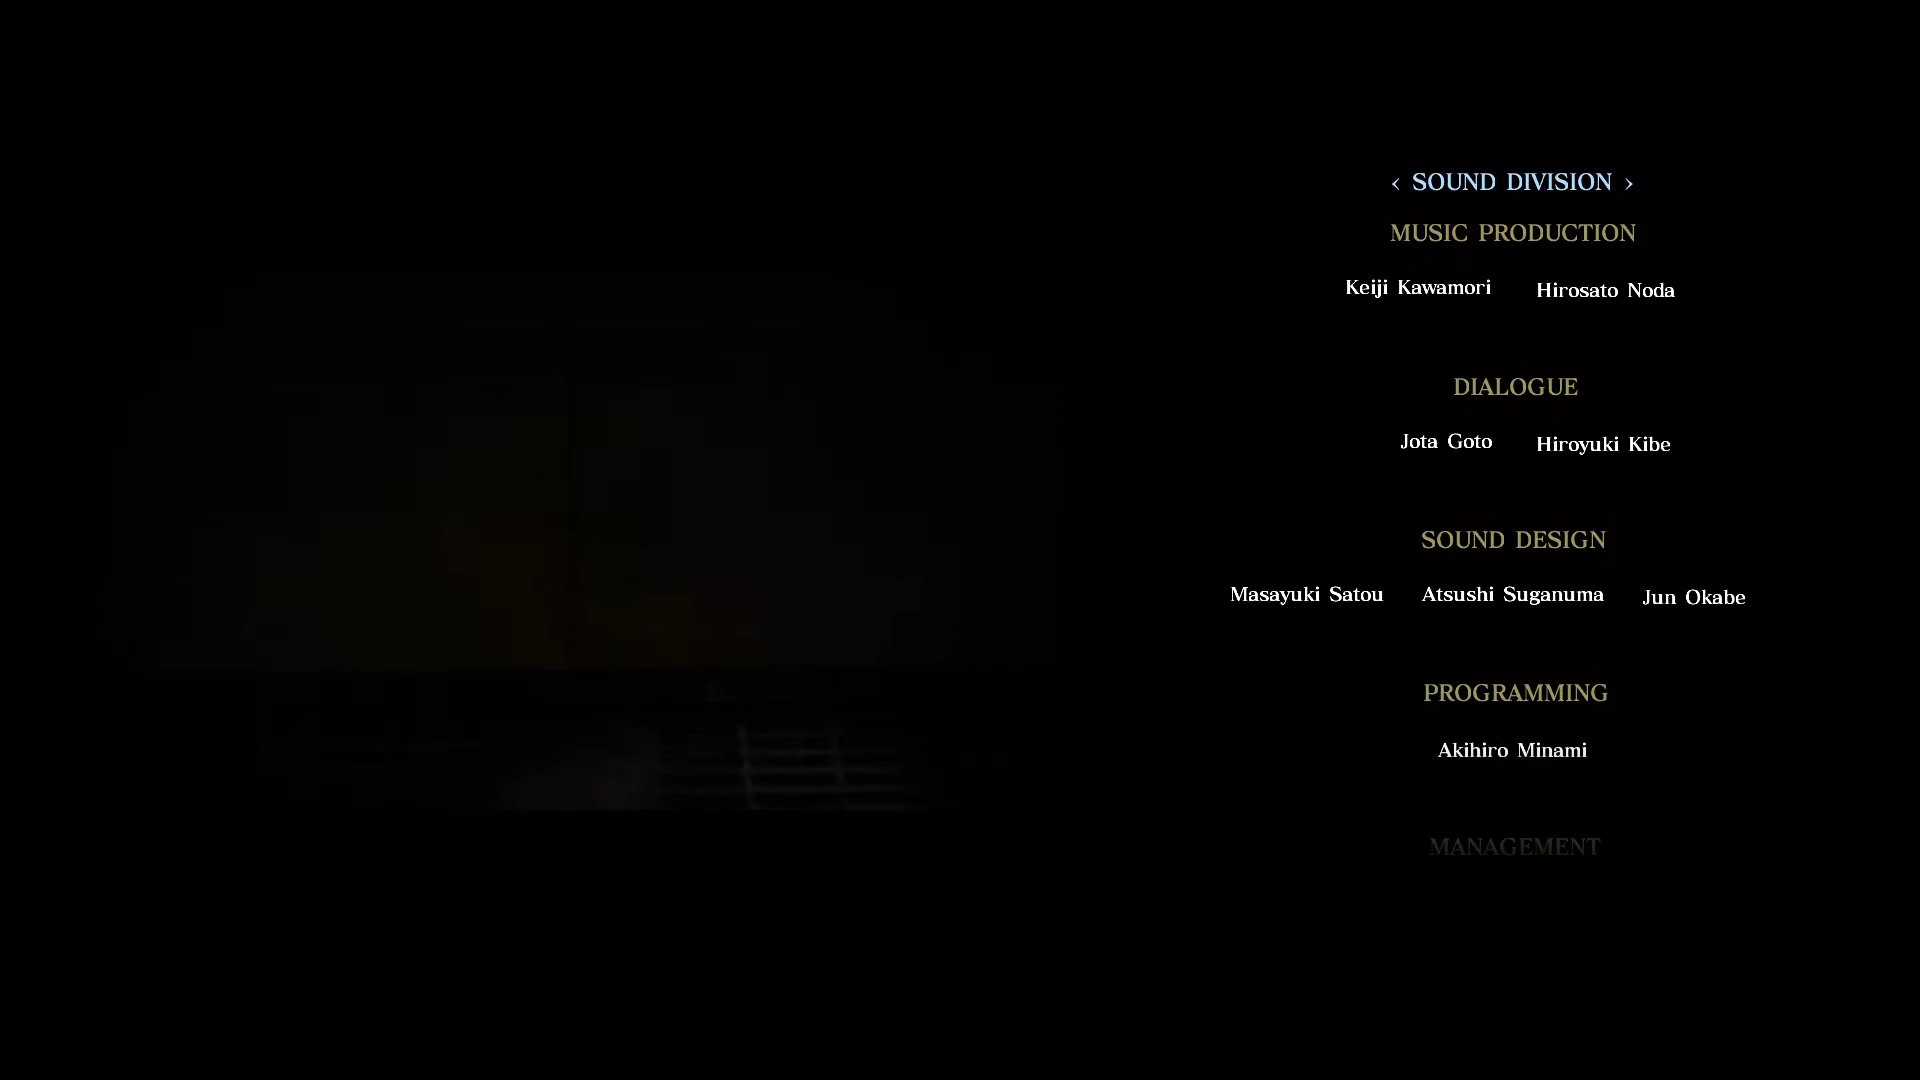 ‹ SOUND DIVISION ›
MUSIC PRODUCTION
Keiji Kawamori Hirosato Noda
DIALOGUE
Jota Goto Hiroyuki Kibe
SOUND DESIGN
Masayuki Satou Atsushi Suganuma Jun Okabe
PROGRAMMING
Akihiro Minami
MANAGEMENT